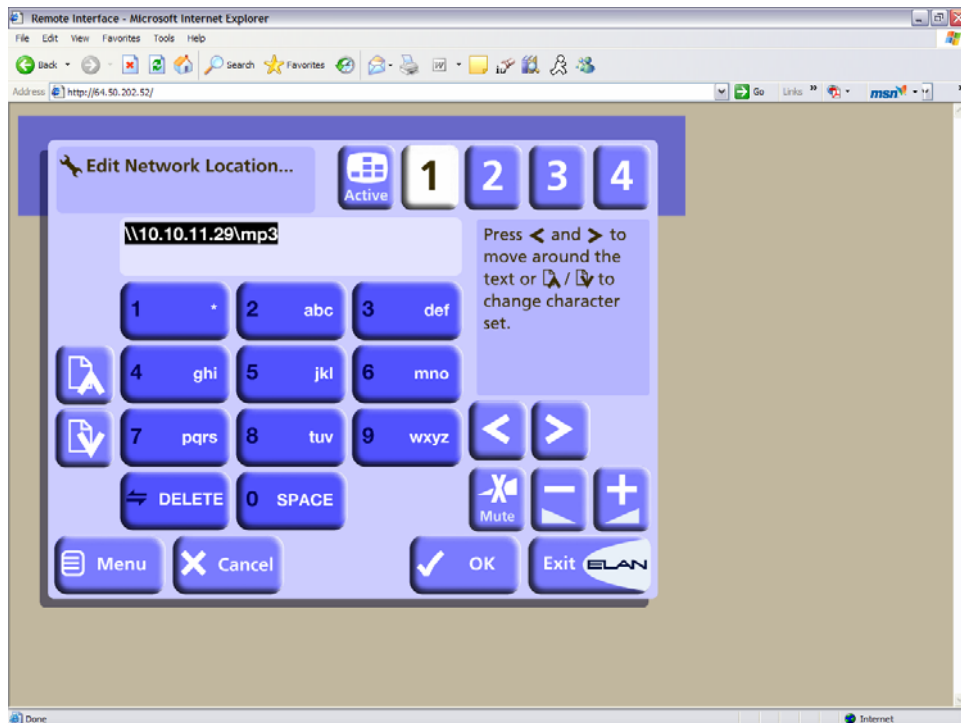 Remote Interface - Microsoft Internet Explorer
File Edit View Favorites Tools Help
Back Search Favorites
Address http://64.50.202.52/ Go Links » msn
Edit Network Location...
Active 1 2 3 4
\\10.10.11.29\mp3
Press < and > to
move around the
text or / to
change character
set.
1 * 2 abc 3 def
4 ghi 5 jkl 6 mno
7 pqrs 8 tuv 9 wxyz
< >
DELETE 0 SPACE
Mute - +
Menu Cancel OK Exit ELAN
Done Internet